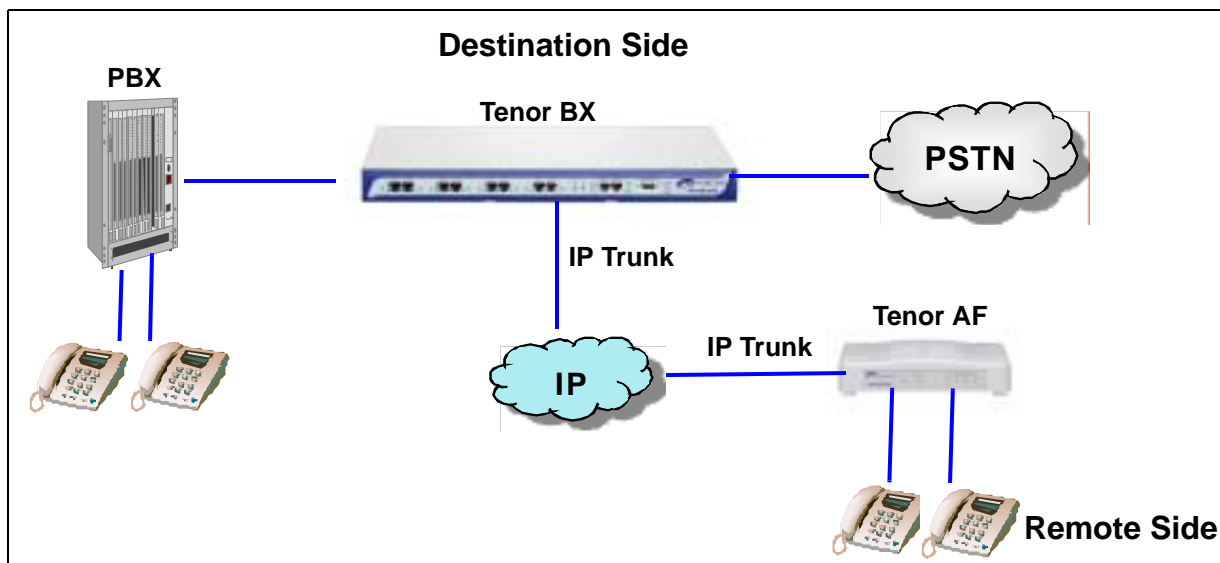 Destination Side
PBX
Tenor BX
PSTN
IP Trunk
Tenor AF
IP Trunk
IP
Remote Side